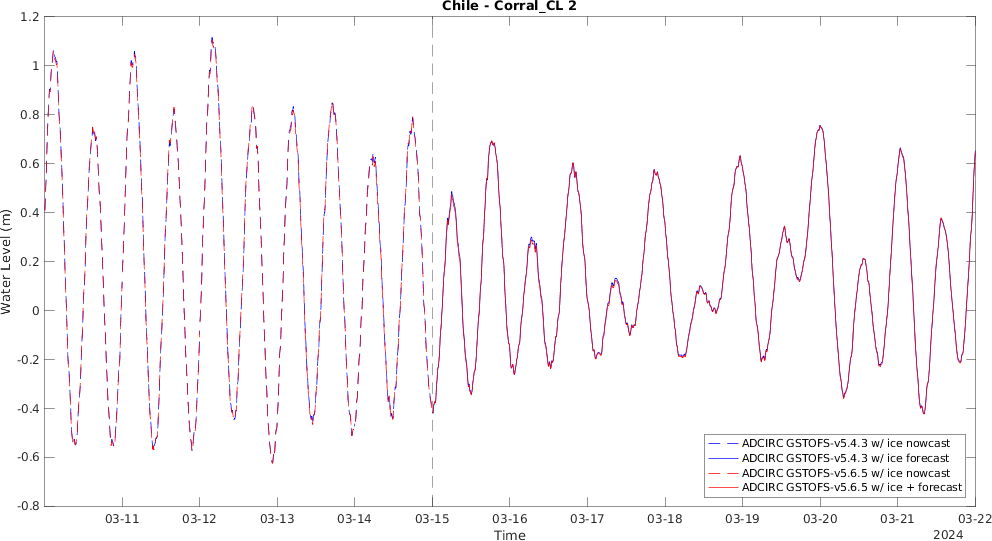 Chile - Corral_CL 2
1.2
1
0.8
0.6
0.4
0.2
0
-0.2
-0.4
-0.6
-0.8
Water Level (m)
ADCIRC GSTOFS-v5.4.3 w/ ice nowcast
ADCIRC GSTOFS-v5.4.3 w/ ice forecast
ADCIRC GSTOFS-v5.6.5 w/ ice nowcast
ADCIRC GSTOFS-v5.6.5 w/ ice + forecast
03-11 03-12 03-13 03-14 03-15 03-16 03-17 03-18 03-19 03-20 03-21 03-22
Time
2024